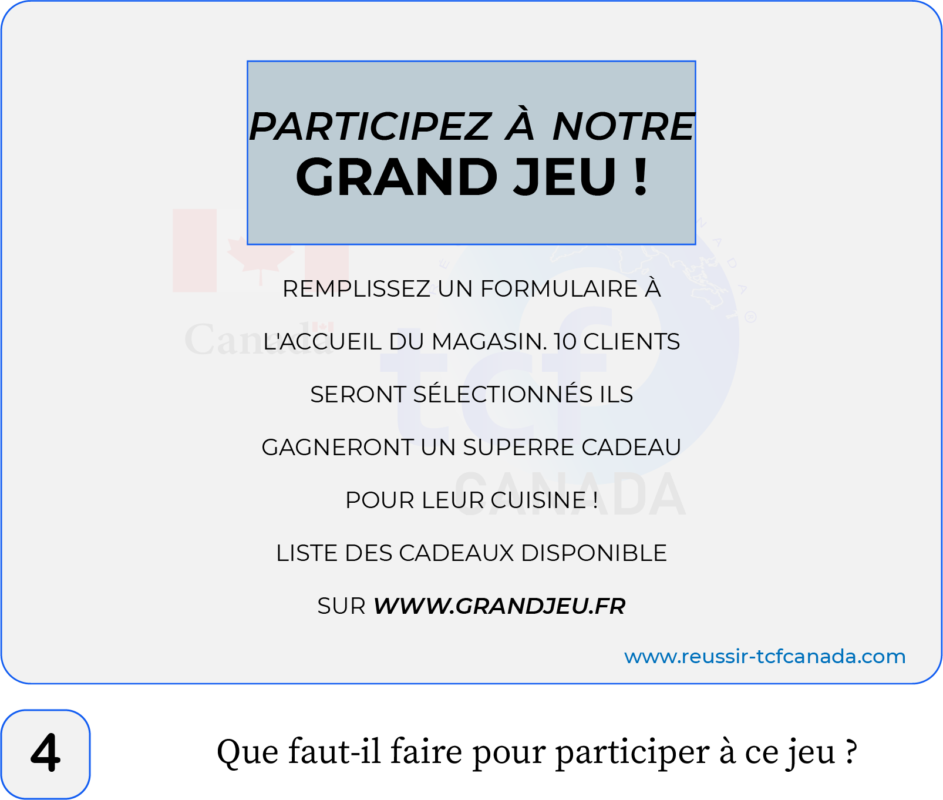 PARTICIPEZ À NOTRE
GRAND JEU !
REMPLISSEZ UN FORMULAIRE À
L'ACCUEIL DU MAGASIN. 10 CLIENTS
SERONT SÉLECTIONNÉS ILS
GAGNERONT UN SUPERRE CADEAU
POUR LEUR CUISINE !
LISTE DES CADEAUX DISPONIBLE
SUR WWW.GRANDJEU.FR
Canada
tcf
CANADA
www.reussir-tcfcanada.com
4
Que faut-il faire pour participer à ce jeu ?